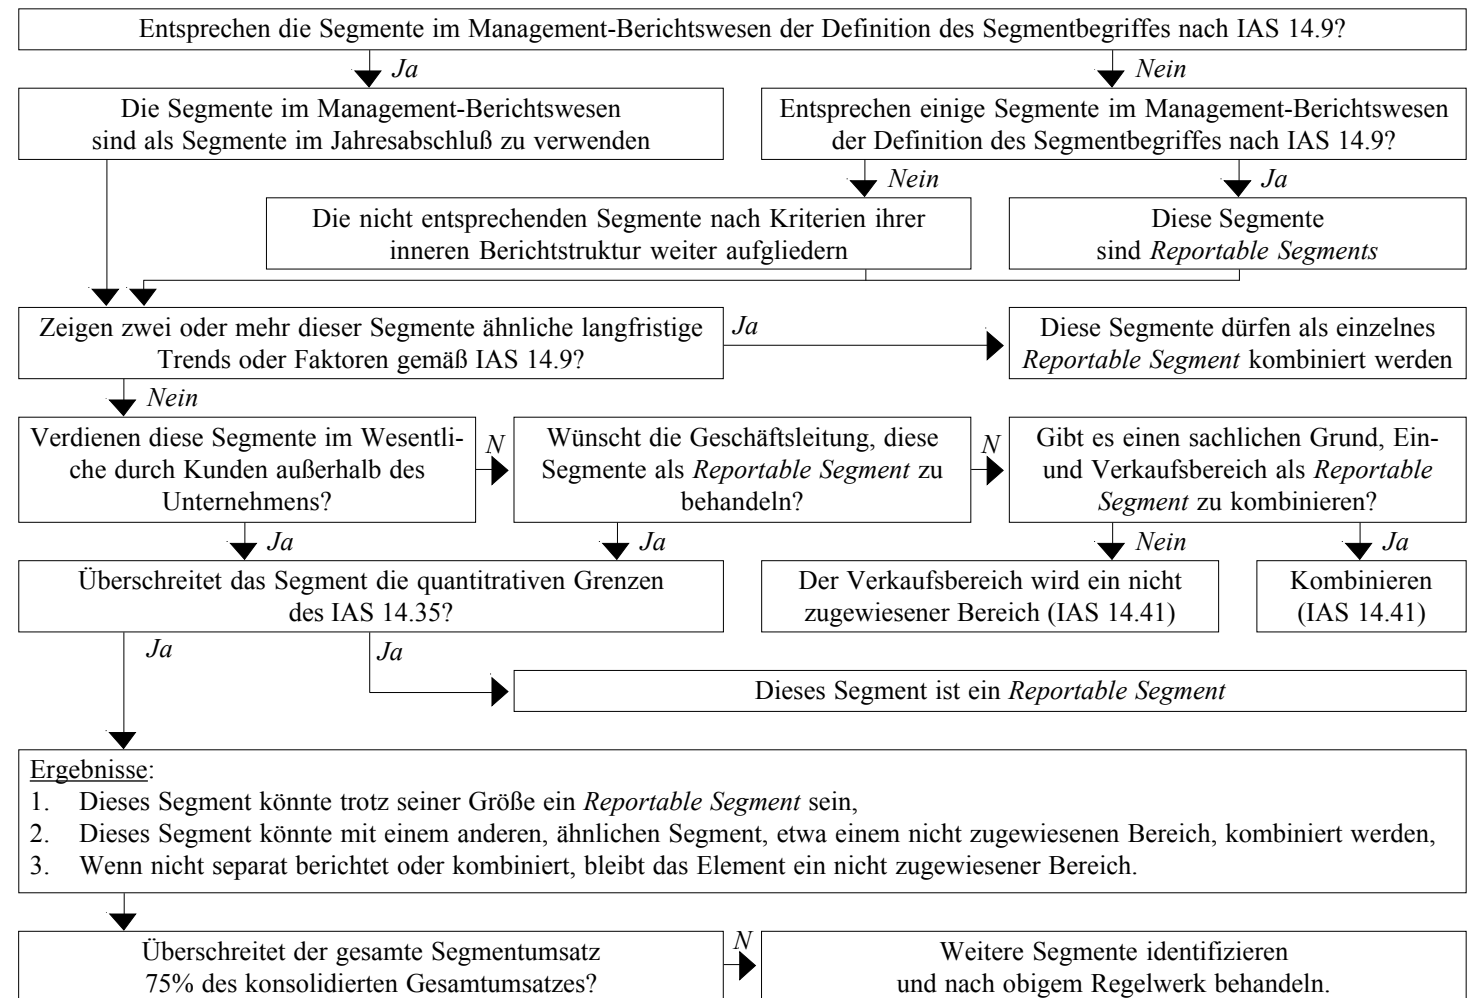 Entsprechen die Segmente im Management-Berichtswesen der Definition des Segmentbegriffes nach IAS 14.9?
Ja
Nein
Die Segmente im Management-Berichtswesen
sind als Segmente im Jahresabschluß zu verwenden
Entsprechen einige Segmente im Management-Berichtswesen
der Definition des Segmentbegriffes nach IAS 14.9?
Nein
Ja
Die nicht entsprechenden Segmente nach Kriterien ihrer
inneren Berichtstruktur weiter aufgliedern
Diese Segmente
sind Reportable Segments
Zeigen zwei oder mehr dieser Segmente ähnliche langfristige
Trends oder Faktoren gemäß IAS 14.9?
Ja
Diese Segmente dürfen als einzelnes
Reportable Segment kombiniert werden
Nein
Verdienen diese Segmente im Wesentli-
che durch Kunden außerhalb des
Unternehmens?
N
Wünscht die Geschäftsleitung, diese
Segmente als Reportable Segment zu
behandeln?
N
Gibt es einen sachlichen Grund, Ein-
und Verkaufsbereich als Reportable
Segment zu kombinieren?
Ja
Ja
Nein
Ja
Überschreitet das Segment die quantitrativen Grenzen
des IAS 14.35?
Der Verkaufsbereich wird ein nicht
zugewiesener Bereich (IAS 14.41)
Kombinieren
(IAS 14.41)
Ja
Ja
Dieses Segment ist ein Reportable Segment
Ergebnisse:
1. Dieses Segment könnte trotz seiner Größe ein Reportable Segment sein,
2. Dieses Segment könnte mit einem anderen, ähnlichen Segment, etwa einem nicht zugewiesenen Bereich, kombiniert werden,
3. Wenn nicht separat berichtet oder kombiniert, bleibt das Element ein nicht zugewiesener Bereich.
Überschreitet der gesamte Segmentumsatz
75% des konsolidierten Gesamtumsatzes?
N
Weitere Segmente identifizieren
und nach obigem Regelwerk behandeln.